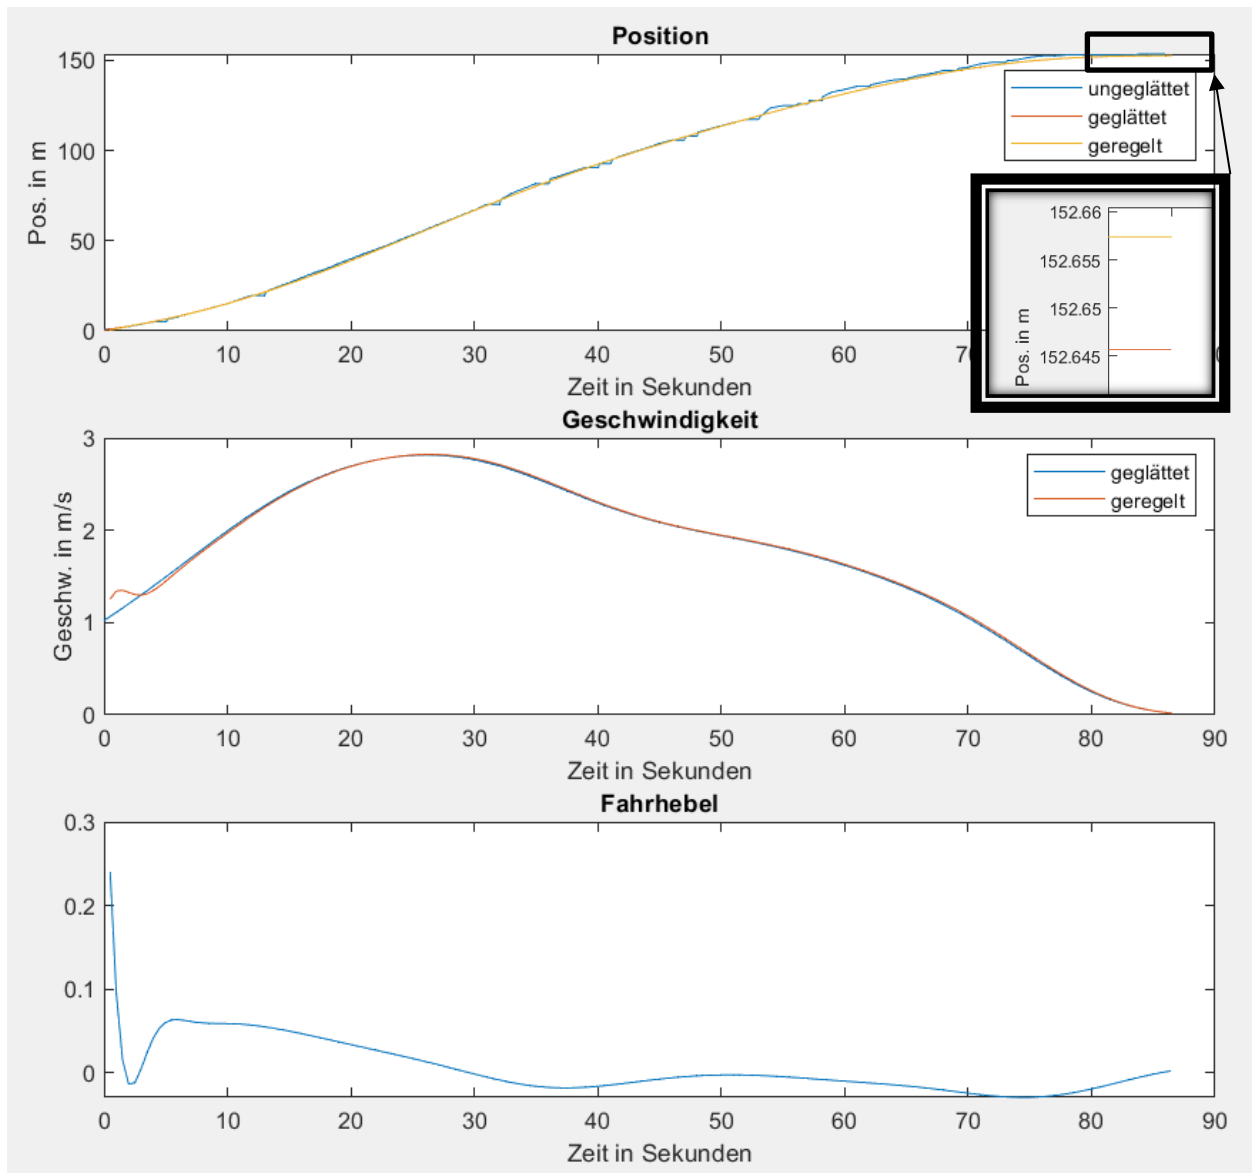 Position
150
100
50
0
Pos. in m
0 10 20 30 40 50 60 70
Zeit in Sekunden
ungeglättet
geglättet
geregelt
152.66
152.655
152.65
152.645
Pos. in m
Geschwindigkeit
3
2
1
0
Geschw. in m/s
0 10 20 30 40 50 60 70 80 90
Zeit in Sekunden
geglättet
geregelt
Fahrhebel
0.3
0.2
0.1
0
0 10 20 30 40 50 60 70 80 90
Zeit in Sekunden